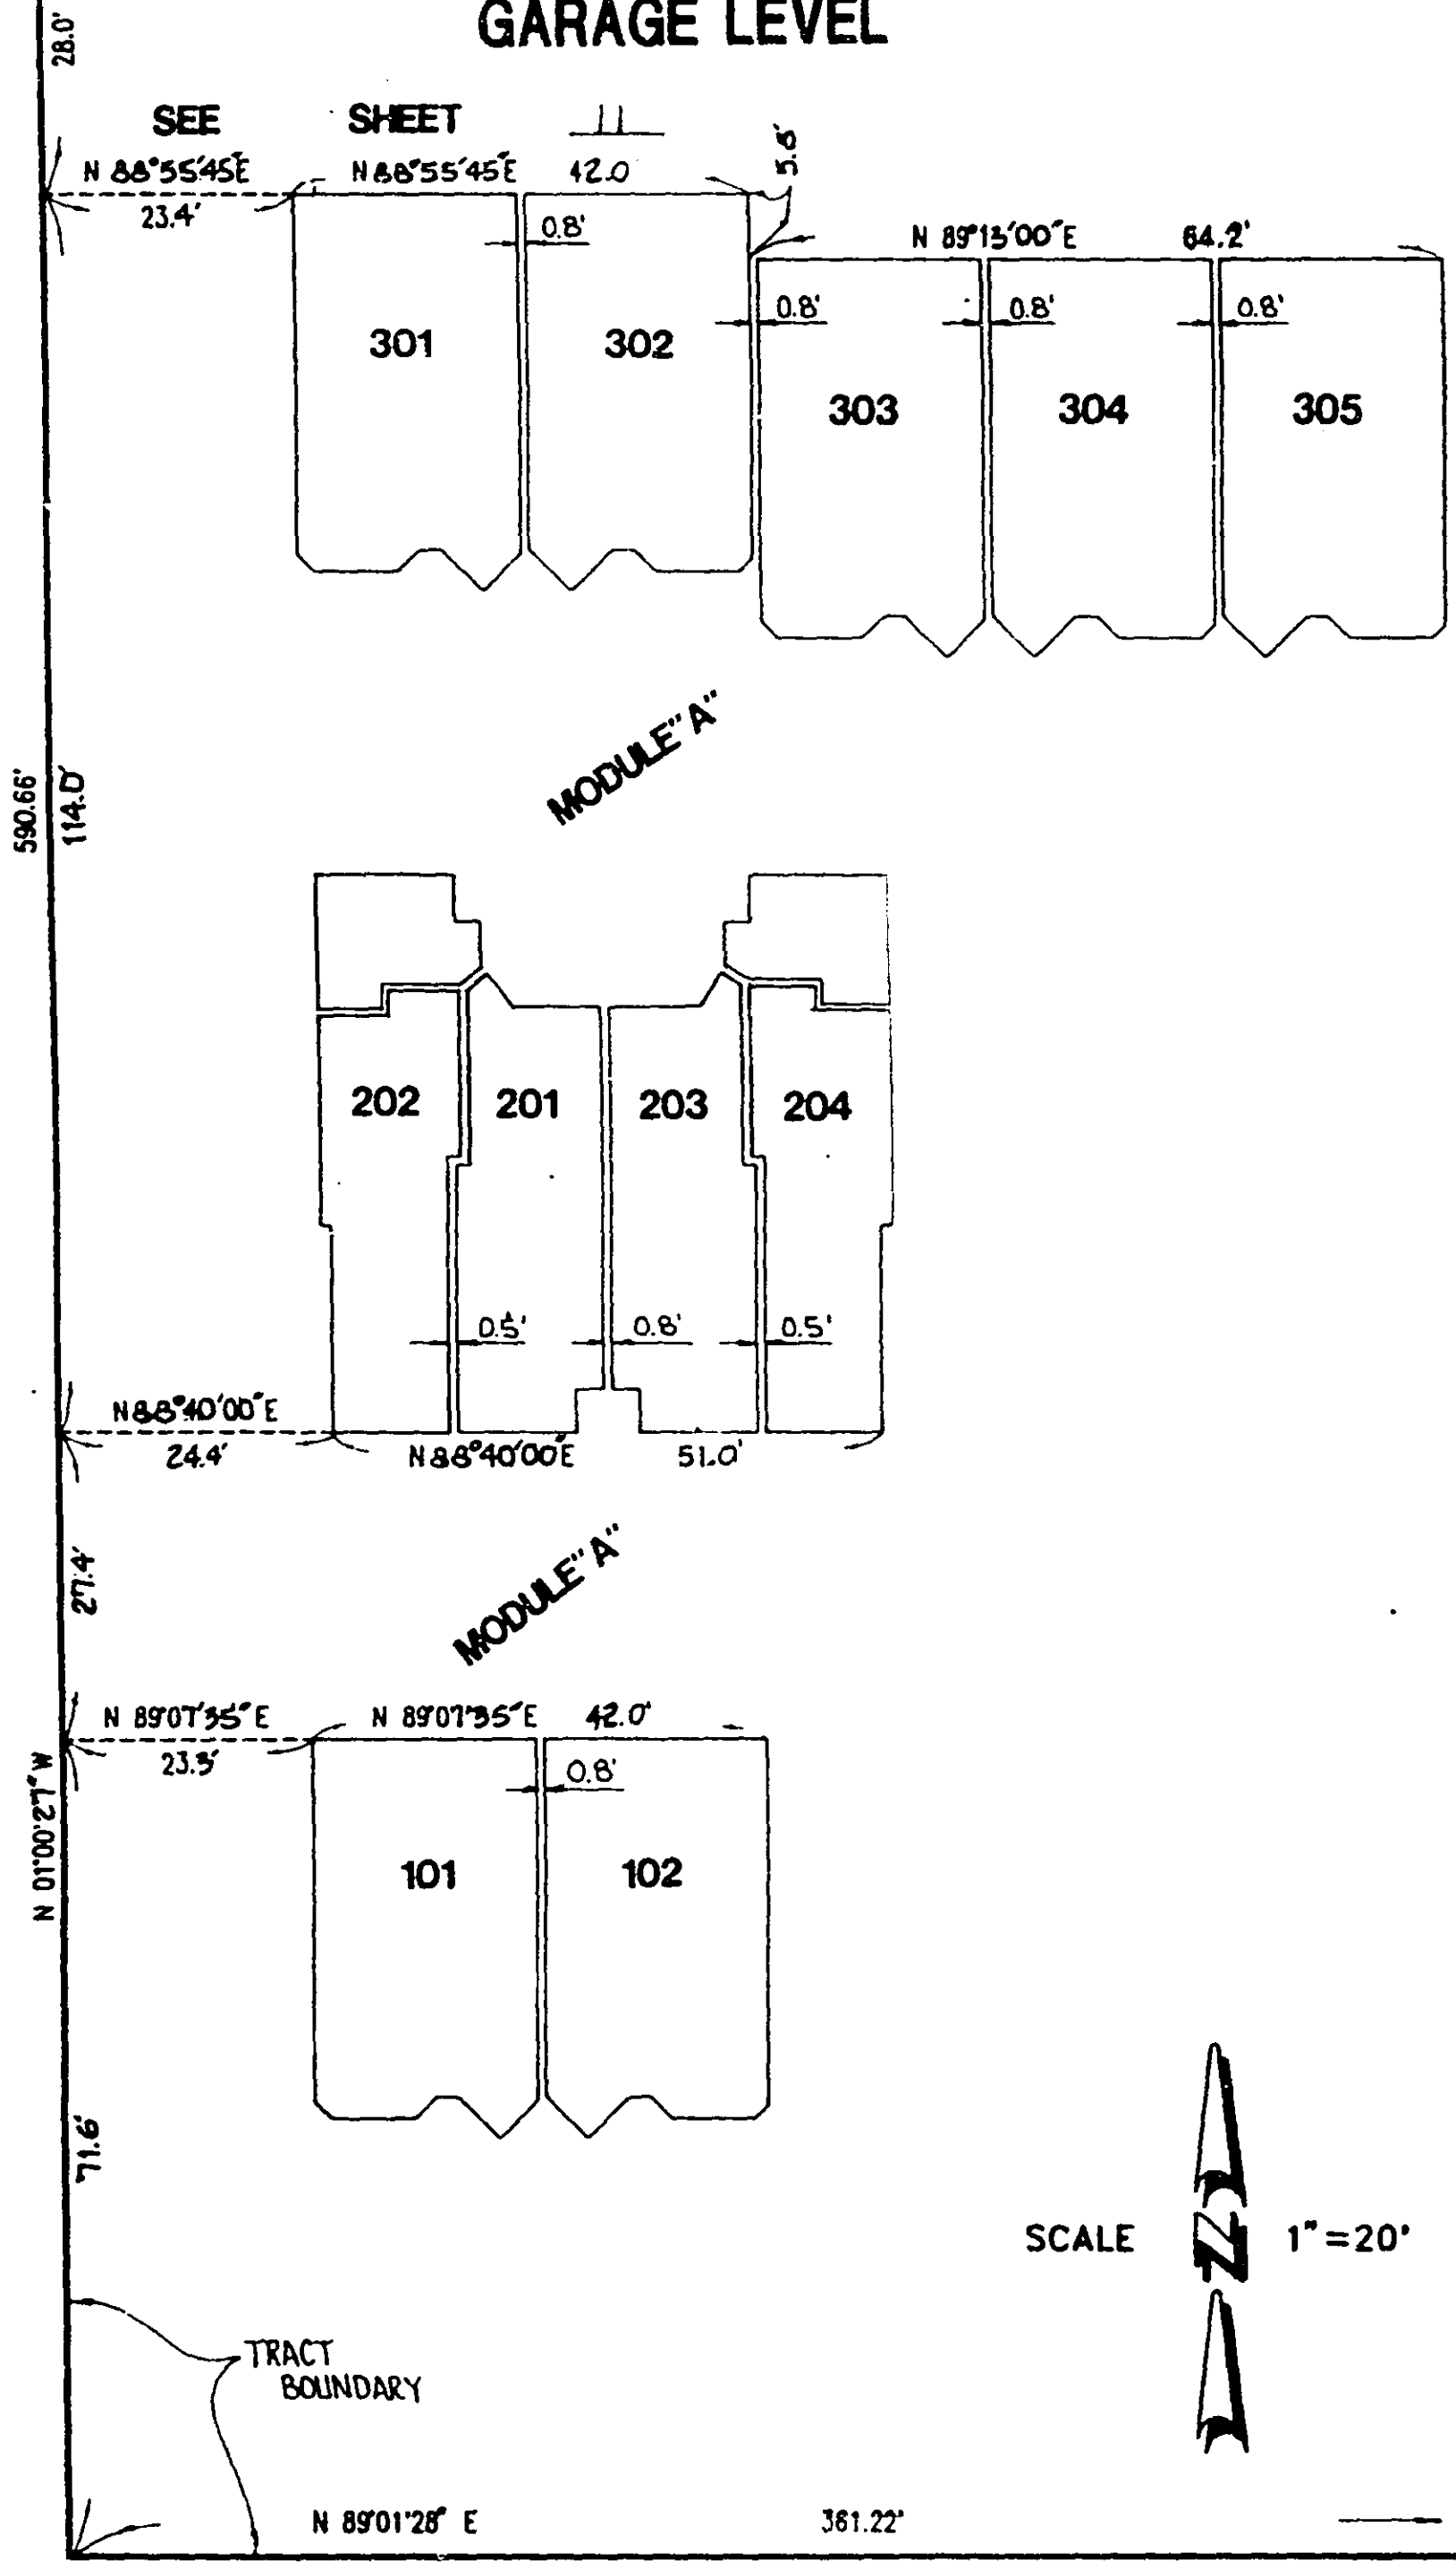 GARAGE LEVEL
28.0'
SEE SHEET 11
N 88°55'45"E
23.4'
N 88°55'45"E 42.0
5.8'
0.8'
N 89°13'00"E 64.2'
0.8'
0.8'
0.8'
301
302
303
304
305
MODULE "A"
590.66'
114.0'
202
201
203
204
0.5'
0.8'
0.5'
N 88°40'00"E
24.4'
N 88°40'00"E 51.0'
27.4'
MODULE "A"
N 89°07'35"E
23.3'
N 89°07'35"E 42.0'
0.8'
N 01°00'27" W
101
102
71.6'
SCALE N 1"=20'
TRACT
BOUNDARY
N 89°01'28" E 361.22'